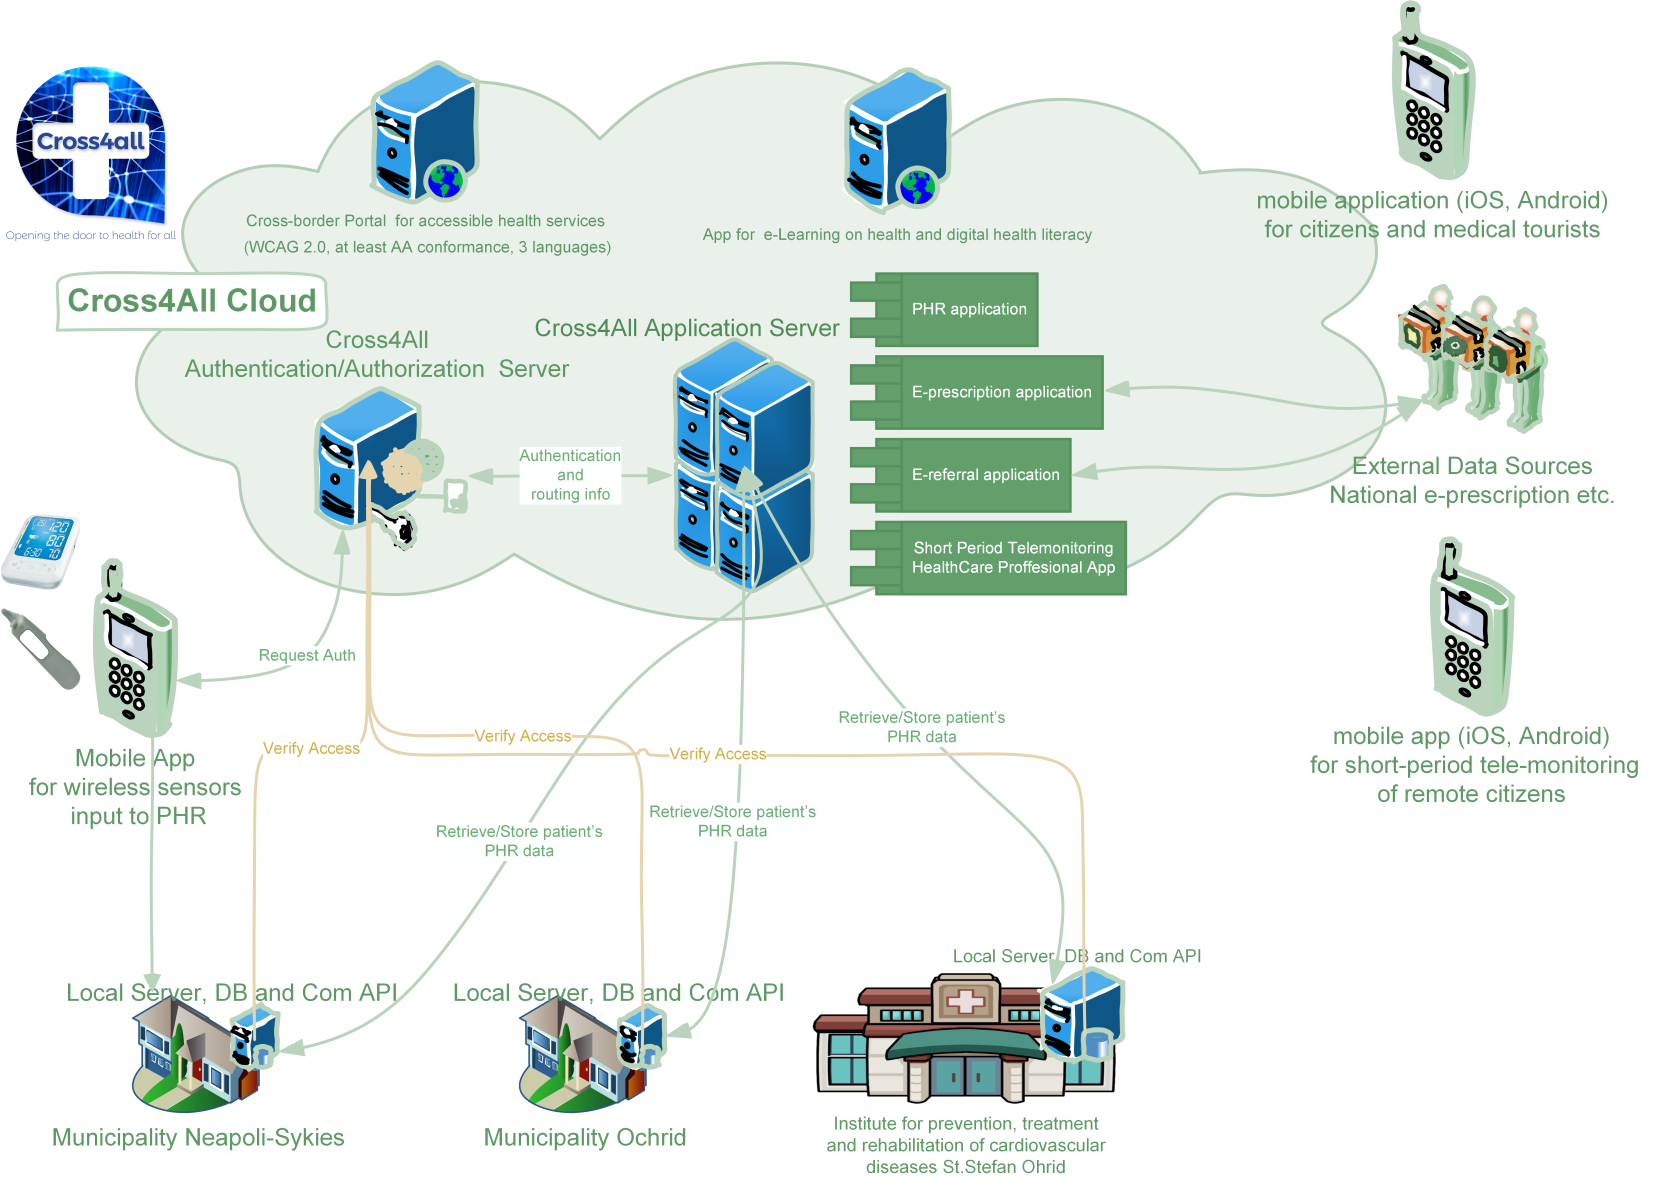 Cross4all
Opening the door to health for all
Cross-border Portal for accessible health services
(WCAG 2.0, at least AA conformance, 3 languages)
App for e-Learning on health and digital health literacy
mobile application (iOS, Android)
for citizens and medical tourists
Cross4All Cloud
Cross4All
Authentication/Authorization Server
Cross4All Application Server
PHR application
E-prescription application
E-referral application
Short Period Telemonitoring
HealthCare Proffesional App
Authentication
and
routing info
External Data Sources
National e-prescription etc.
120
80
6:30 70
Request Auth
Mobile App
for wireless sensors
input to PHR
Verify Access
Verify Access
Verify Access
Retrieve/Store patient's
PHR data
Retrieve/Store patient's
PHR data
Retrieve/Store patient's
PHR data
mobile app (iOS, Android)
for short-period tele-monitoring
of remote citizens
Local Server, DB and Com API
Municipality Neapoli-Sykies
Local Server, DB and Com API
Municipality Ochrid
Local Server, DB and Com API
Institute for prevention, treatment
and rehabilitation of cardiovascular
diseases St.Stefan Ohrid